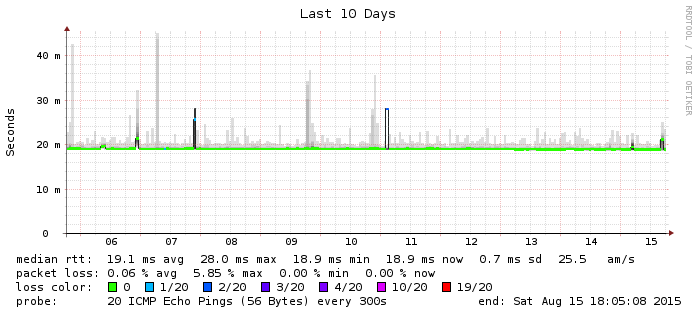 Last 10 Days
RRDTOOL / TOBI OETIKER
Seconds
40 m
30 m
20 m
10 m
0
06 07 08 09 10 11 12 13 14 15
median rtt: 19.1 ms avg 28.0 ms max 18.9 ms min 18.9 ms now 0.7 ms sd 25.5 am/s
packet loss: 0.06 % avg 5.85 % max 0.00 % min 0.00 % now
loss color: 0 1/20 2/20 3/20 4/20 10/20 19/20
probe: 20 ICMP Echo Pings (56 Bytes) every 300s end: Sat Aug 15 18:05:08 2015